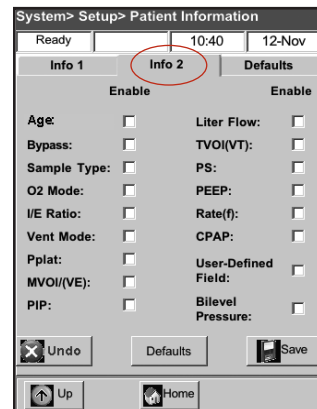 System> Setup> Patient Information
Ready 10:40 12-Nov
Info 1 Info 2 Defaults
Enable Enable
Age: Liter Flow:
Bypass: TVOI(VT):
Sample Type: PS:
O2 Mode: PEEP:
I/E Ratio: Rate(f):
Vent Mode: CPAP:
Pplat: User-Defined
Field:
MVOI/(VE):
PIP: Bilevel
Pressure:
Undo Defaults Save
Up Home